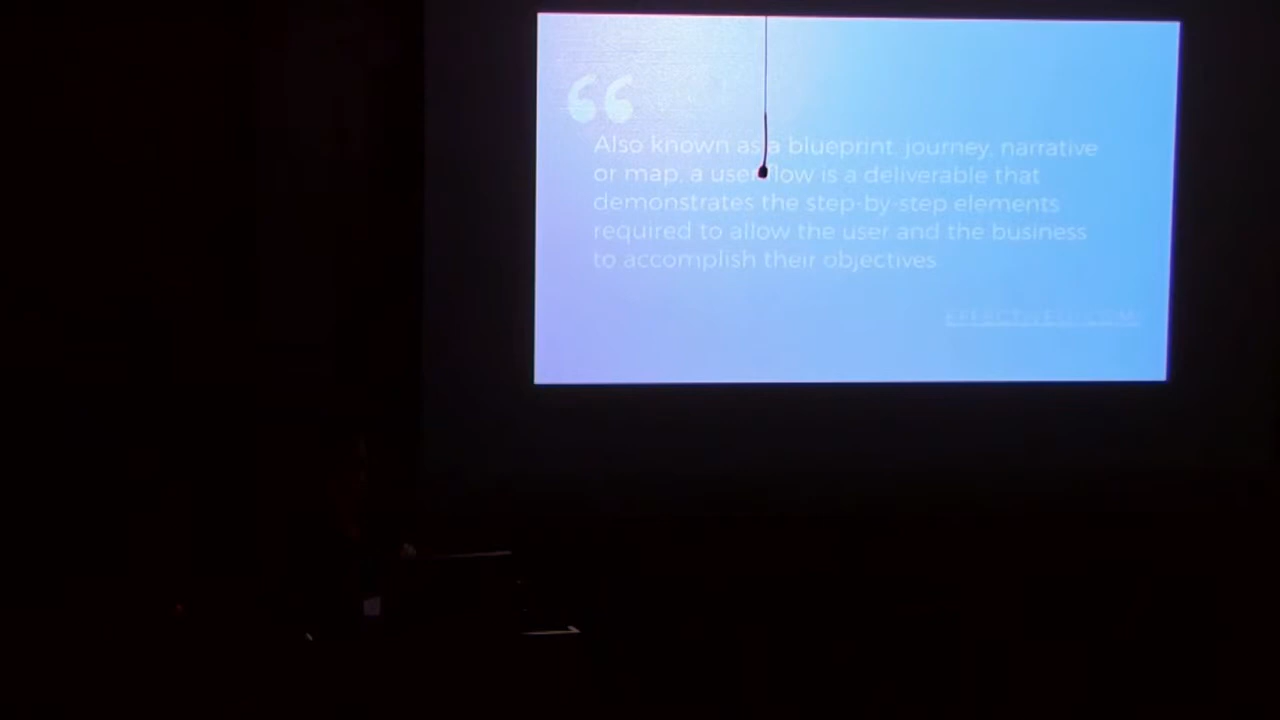 “
Also known as a blueprint, journey, narrative
or map, a user flow is a deliverable that
demonstrates the step-by-step elements
required to allow the user and the business
to accomplish their objectives.